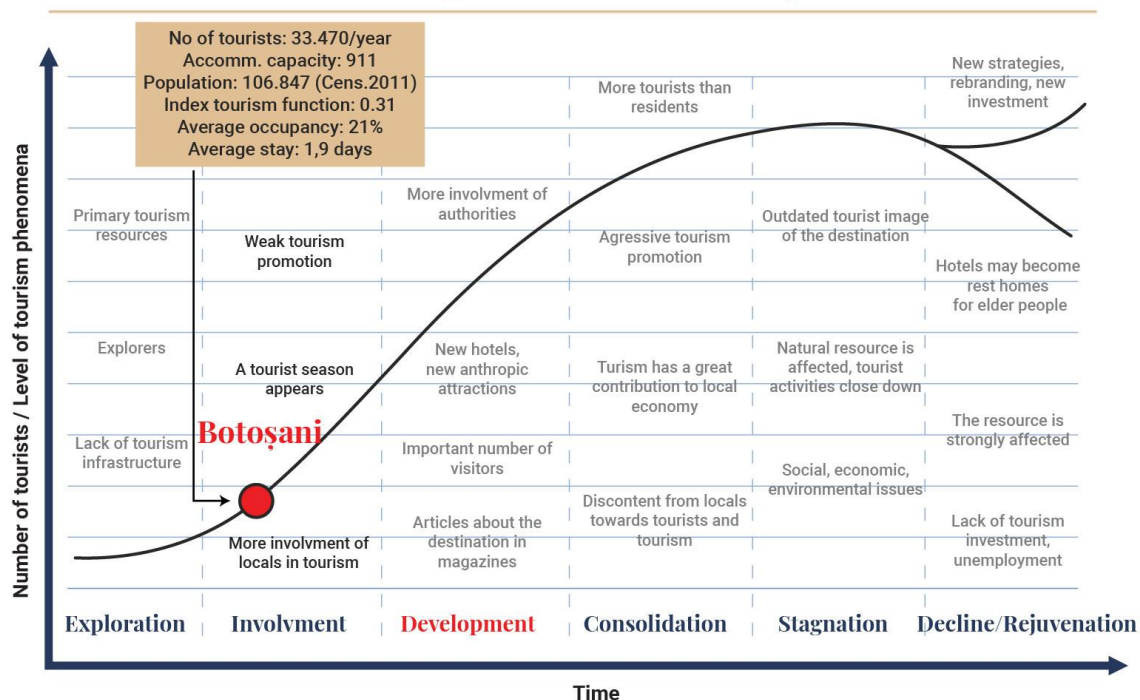 No of tourists: 33.470/year
Accomm. capacity: 911
Population: 106.847 (Cens.2011)
Index tourism function: 0.31
Average occupancy: 21%
Average stay: 1,9 days
Number of tourists / Level of tourism phenomena
Primary tourism
resources
Explorers
Lack of tourism
infrastructure
Weak tourism
promotion
A tourist season
appears
Botoșani
More involvment of
locals in tourism
More involvment of
authorities
New hotels,
new anthropic
attractions
Important number of
visitors
Articles about the
destination in
magazines
More tourists than
residents
Agressive tourism
promotion
Turism has a great
contribution to local
economy
Discontent from locals
towards tourists and
tourism
Outdated tourist image
of the destination
Natural resource is
affected, tourist
activities close down
Social, economic,
environmental issues
New strategies,
rebranding, new
investment
Hotels may become
rest homes
for elder people
The resource is
strongly affected
Lack of tourism
investment,
unemployment
Exploration
Involvment
Development
Consolidation
Stagnation
Decline/Rejuvenation
Time